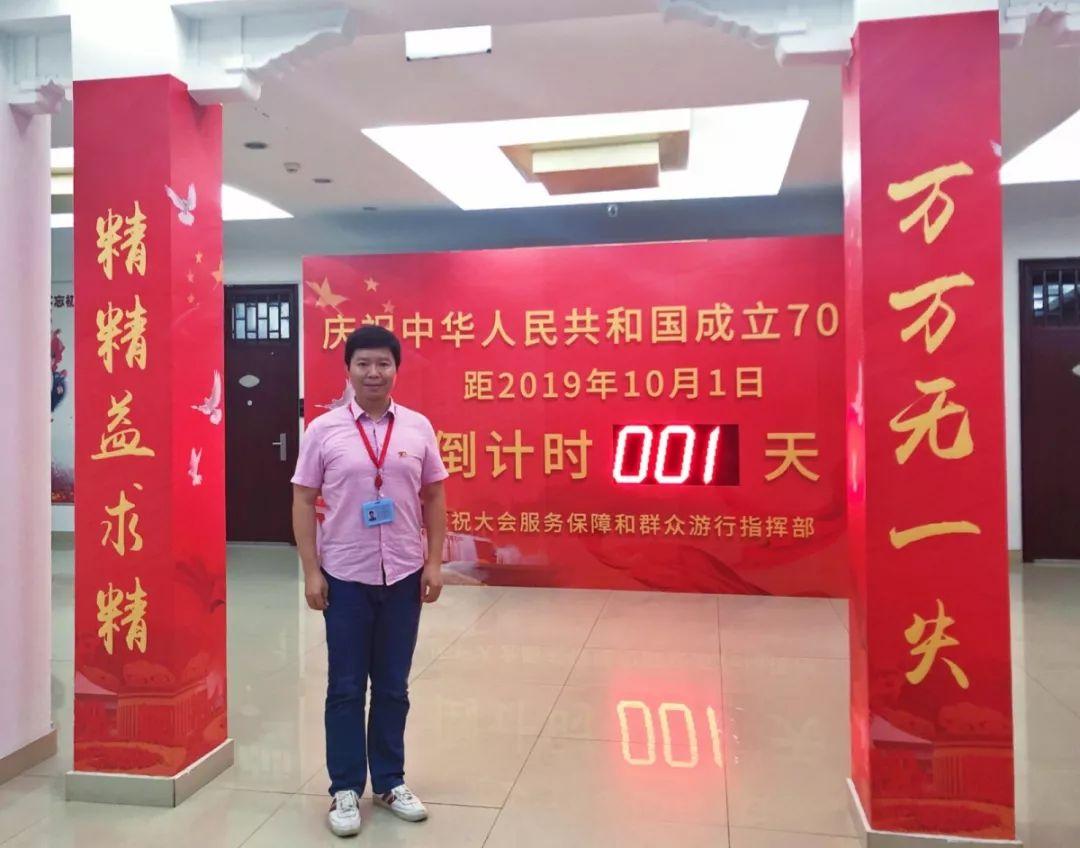 精精益求精
庆祝中华人民共和国成立70
距2019年10月1日
倒计时 001 天
祝大会服务保障和群众游行指挥部
万万无一失
忘初